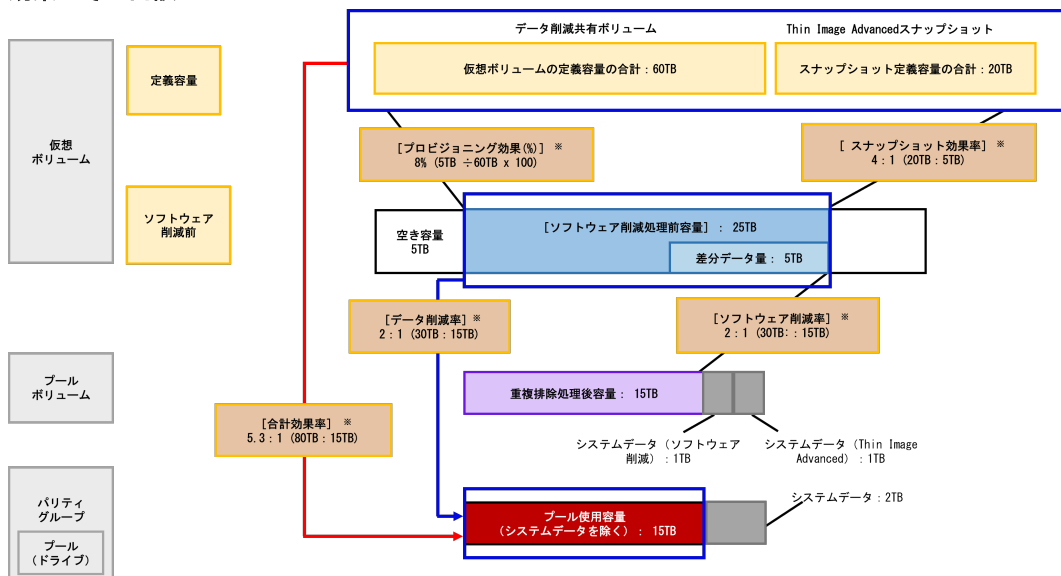 データ削減共有ボリューム
Thin Image Advancedスナップショット
定義容量
仮想ボリュームの定義容量の合計：60TB
スナップショット定義容量の合計：20TB
仮想
ボリューム
[プロビジョニング効果(%)] ※
8% (5TB ÷60TB x 100)
[ スナップショット効果率] ※
4：1 (20TB：5TB)
ソフトウェア
削減前
空き容量
5TB
[ソフトウェア削減処理前容量] ： 25TB
差分データ量： 5TB
[データ削減率] ※
2：1 (30TB：15TB)
[ソフトウェア削減率] ※
2：1 (30TB：：15TB)
プール
ボリューム
重複排除処理後容量： 15TB
[合計効果率] ※
5.3：1 (80TB：15TB)
システムデータ（ソフトウェア
削減）：1TB
システムデータ（Thin Image
Advanced）：1TB
パリティ
グループ
プール
（ドライブ）
プール使用容量
（システムデータを除く）： 15TB
システムデータ：2TB